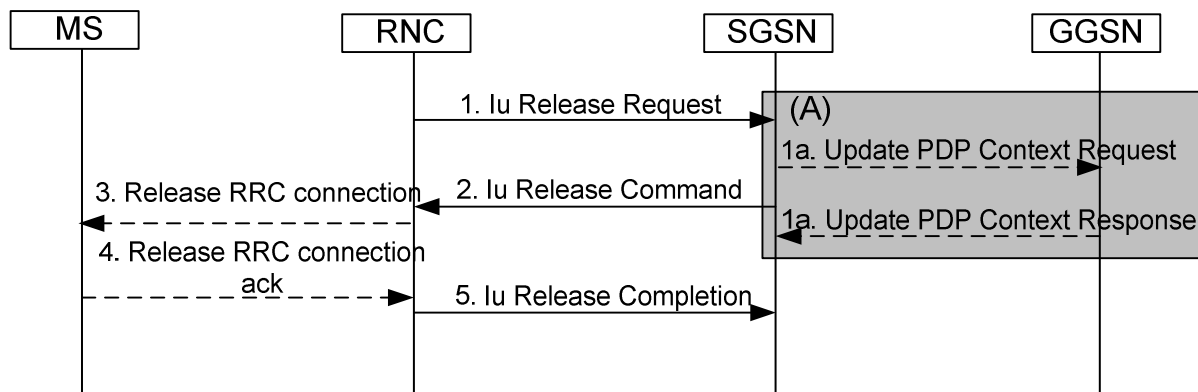 MS
RNC
SGSN
GGSN
1. Iu Release Request
(A)
1a. Update PDP Context Request
3. Release RRC connection
2. Iu Release Command
1a. Update PDP Context Response
4. Release RRC connection
ack
5. Iu Release Completion